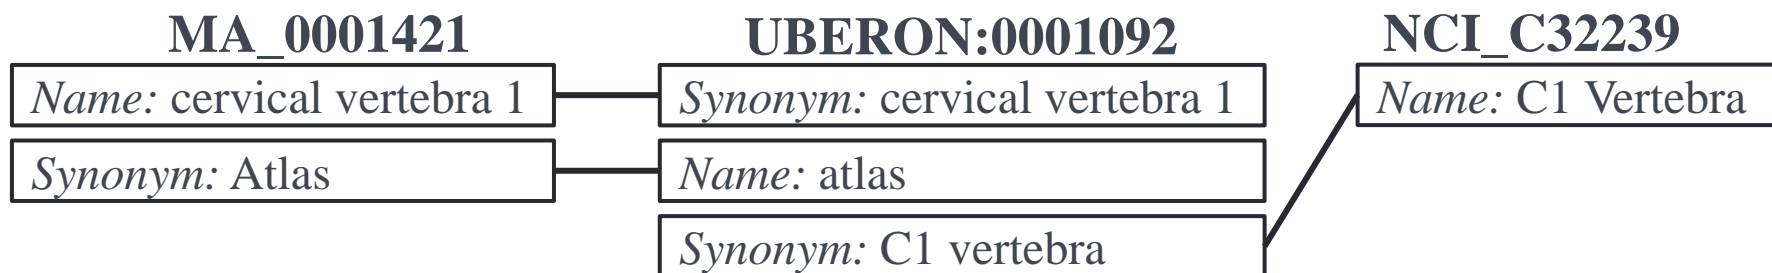 MA_0001421 UBERON:0001092 NCI_C32239
Name: cervical vertebra 1 Synonym: cervical vertebra 1 Name: C1 Vertebra
Synonym: Atlas Name: atlas
Synonym: C1 vertebra